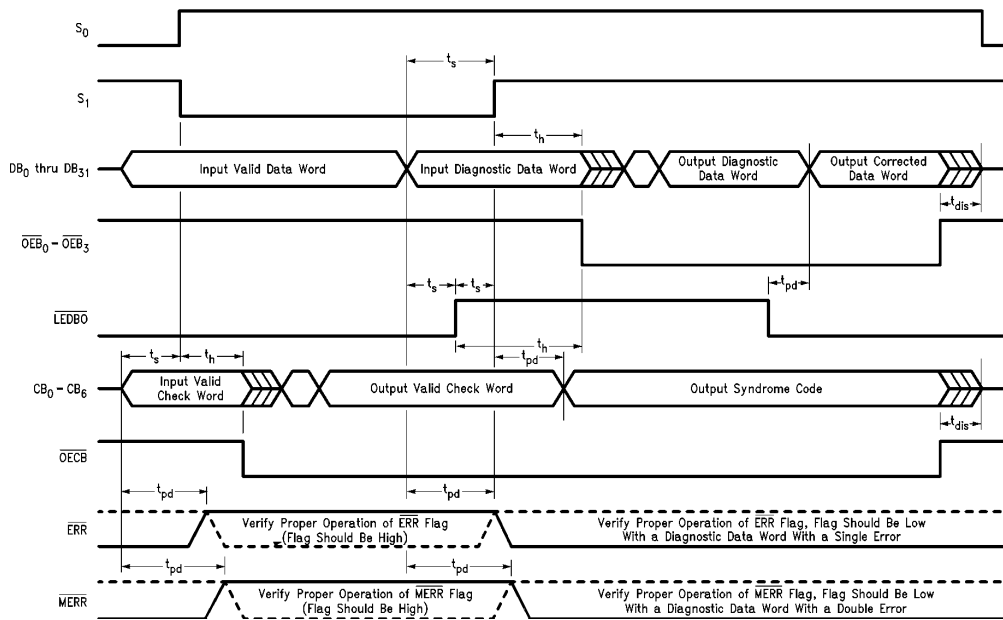 S0
ts
S1
th
DB0 thru DB31
Input Valid Data Word
Input Diagnostic Data Word
Output Diagnostic
Data Word
Output Corrected
Data Word
tdis
OEB0 – OEB3
ts
ts
tpd
LEDBO
ts
th
th
tpd
CB0 – CB6
Input Valid
Check Word
Output Valid Check Word
Output Syndrome Code
tdis
OECB
tpd
tpd
ERR
Verify Proper Operation of ERR Flag
(Flag Should Be High)
Verify Proper Operation of ERR Flag, Flag Should Be Low
With a Diagnostic Data Word With a Single Error
tpd
tpd
MERR
Verify Proper Operation of MERR Flag
(Flag Should Be High)
Verify Proper Operation of MERR Flag, Flag Should Be Low
With a Diagnostic Data Word With a Double Error